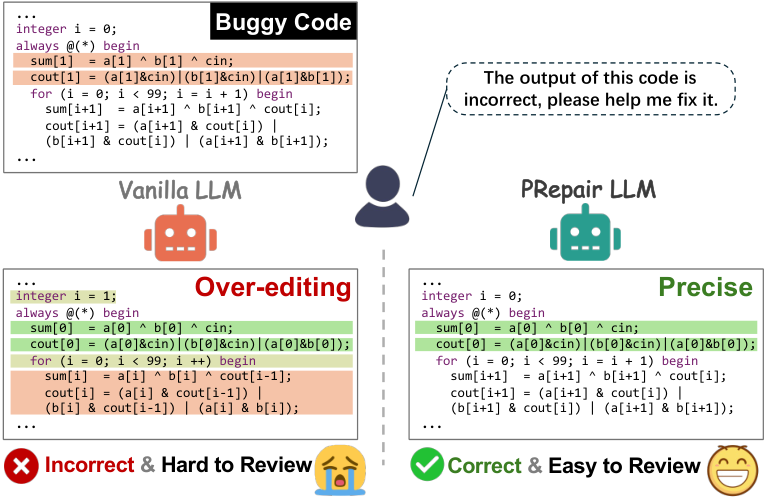 ...
Buggy Code
integer i = 0;
always @(*) begin
sum[1]  = a[1] ^ b[1] ^ cin;
cout[1] = (a[1]&cin)|(b[1]&cin)|(a[1]&b[1]);
for (i = 0; i < 99; i = i + 1) begin
sum[i+1]  = a[i+1] ^ b[i+1] ^ cout[i];
cout[i+1] = (a[i+1] & cout[i]) |
(b[i+1] & cout[i]) | (a[i+1] & b[i+1]);
...
The output of this code is
incorrect, please help me fix it.
Vanilla LLM
PRepair LLM
...
Over-editing
integer i = 1;
always @(*) begin
sum[0]  = a[0] ^ b[0] ^ cin;
cout[0] = (a[0]&cin)|(b[0]&cin)|(a[0]&b[0]);
for (i = 0; i < 99; i ++) begin
sum[i]  = a[i] ^ b[i] ^ cout[i-1];
cout[i] = (a[i] & cout[i-1]) |
(b[i] & cout[i-1]) | (a[i] & b[i]);
...
Incorrect & Hard to Review
...
Precise
integer i = 0;
always @(*) begin
sum[0]  = a[0] ^ b[0] ^ cin;
cout[0] = (a[0]&cin)|(b[0]&cin)|(a[0]&b[0]);
for (i = 0; i < 99; i = i + 1) begin
sum[i+1]  = a[i+1] ^ b[i+1] ^ cout[i];
cout[i+1] = (a[i+1] & cout[i]) |
(b[i+1] & cout[i]) | (a[i+1] & b[i+1]);
...
Correct & Easy to Review